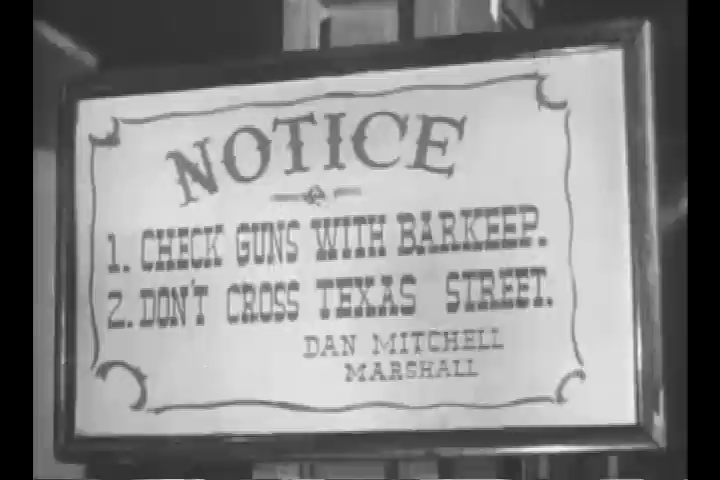 NOTICE
1. CHECK GUNS WITH BARKEEP.
2. DON'T CROSS TEXAS STREET.
DAN MITCHELL
MARSHALL